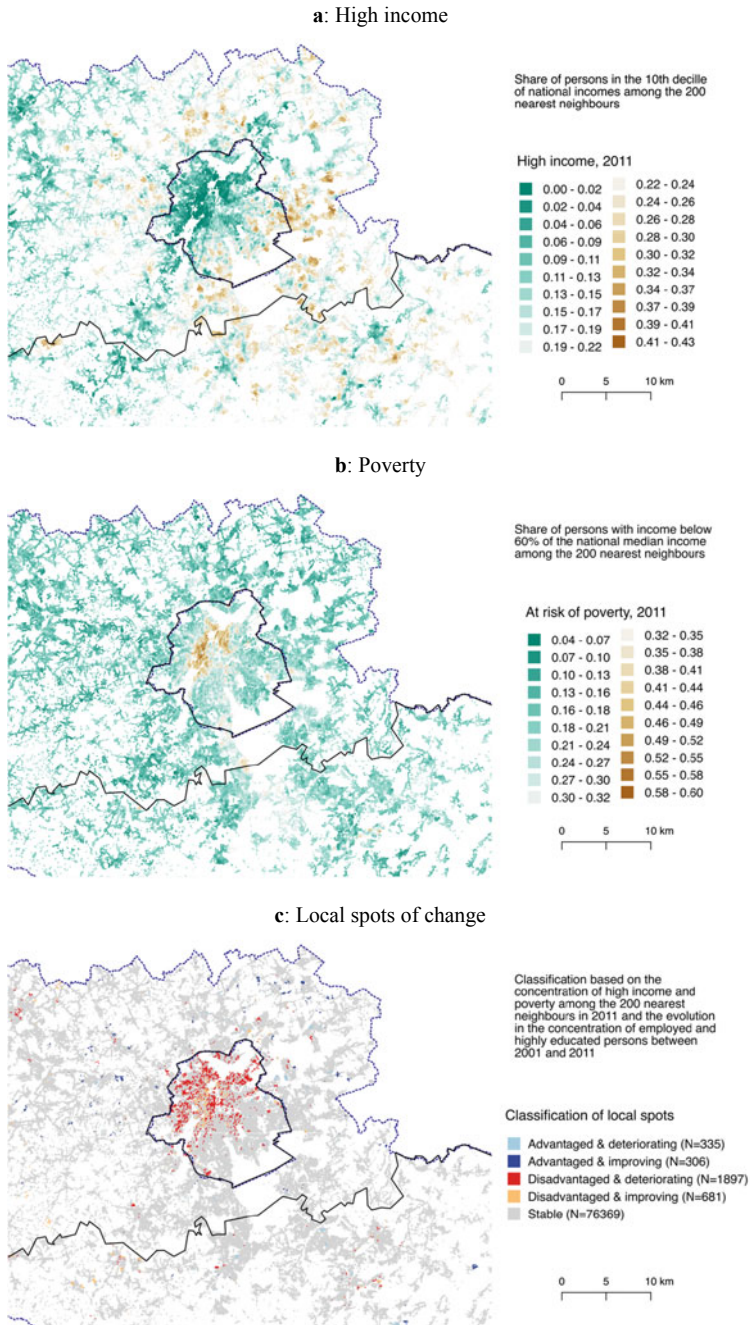 a: High income
Share of persons in the 10th decille
of national incomes among the 200
nearest neighbours
High income, 2011
0.00 - 0.02
0.02 - 0.04
0.04 - 0.06
0.06 - 0.09
0.09 - 0.11
0.11 - 0.13
0.13 - 0.15
0.15 - 0.17
0.17 - 0.19
0.19 - 0.22
0.22 - 0.24
0.24 - 0.26
0.26 - 0.28
0.28 - 0.30
0.30 - 0.32
0.32 - 0.34
0.34 - 0.37
0.37 - 0.39
0.39 - 0.41
0.41 - 0.43
0 5 10 km
b: Poverty
Share of persons with income below
60% of the national median income
among the 200 nearest neighbours
At risk of poverty, 2011
0.04 - 0.07
0.07 - 0.10
0.10 - 0.13
0.13 - 0.16
0.16 - 0.18
0.18 - 0.21
0.21 - 0.24
0.24 - 0.27
0.27 - 0.30
0.30 - 0.32
0.32 - 0.35
0.35 - 0.38
0.38 - 0.41
0.41 - 0.44
0.44 - 0.46
0.46 - 0.49
0.49 - 0.52
0.52 - 0.55
0.55 - 0.58
0.58 - 0.60
0 5 10 km
c: Local spots of change
Classification based on the
concentration of high income and
poverty among the 200 nearest
neighbours in 2011 and the evolution
in the concentration of employed and
highly educated persons between
2001 and 2011
Classification of local spots
Advantaged & deteriorating (N=335)
Advantaged & improving (N=306)
Disadvantaged & deteriorating (N=1897)
Disadvantaged & improving (N=681)
Stable (N=76369)
0 5 10 km